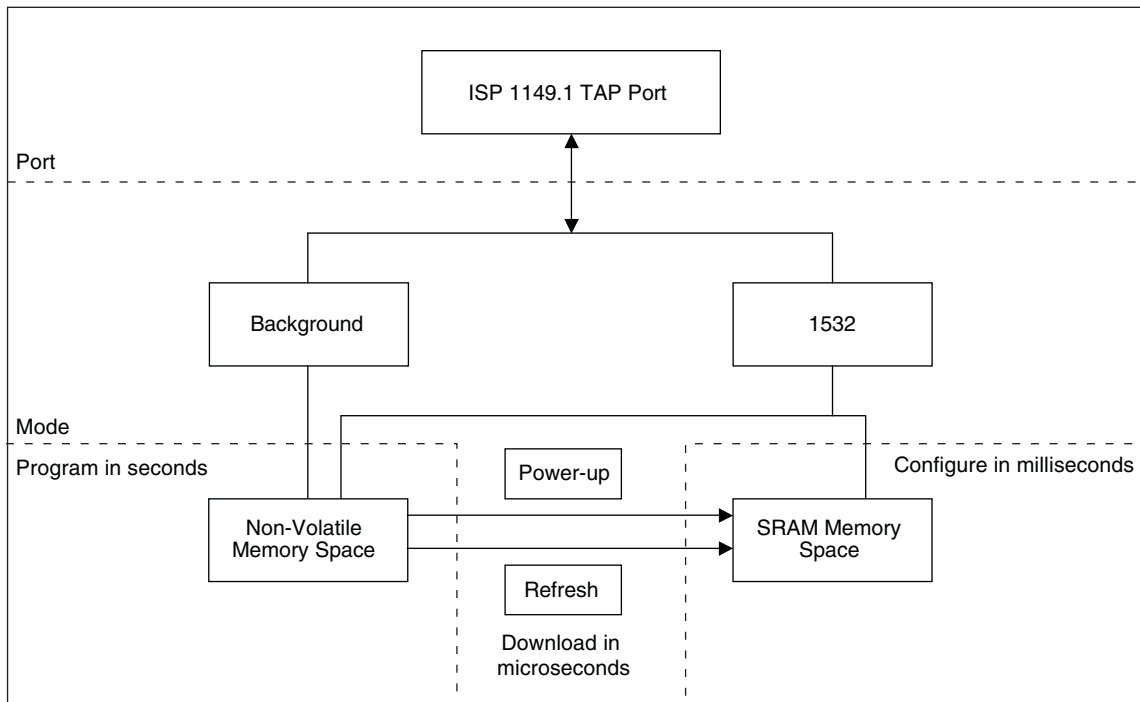 ISP 1149.1 TAP Port
Port
Background
1532
Mode
Program in seconds
Power-up
Configure in milliseconds
Non-Volatile
Memory Space
SRAM Memory
Space
Refresh
Download in
microseconds